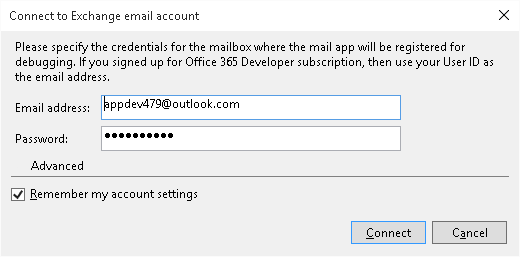 Connect to Exchange email account
Please specify the credentials for the mailbox where the mail app will be registered for
debugging. If you signed up for Office 365 Developer subscription, then use your User ID as
the email address.
Email address: appdev479@outlook.com
Password: ●●●●●●●●●●
Advanced
Remember my account settings
Connect Cancel